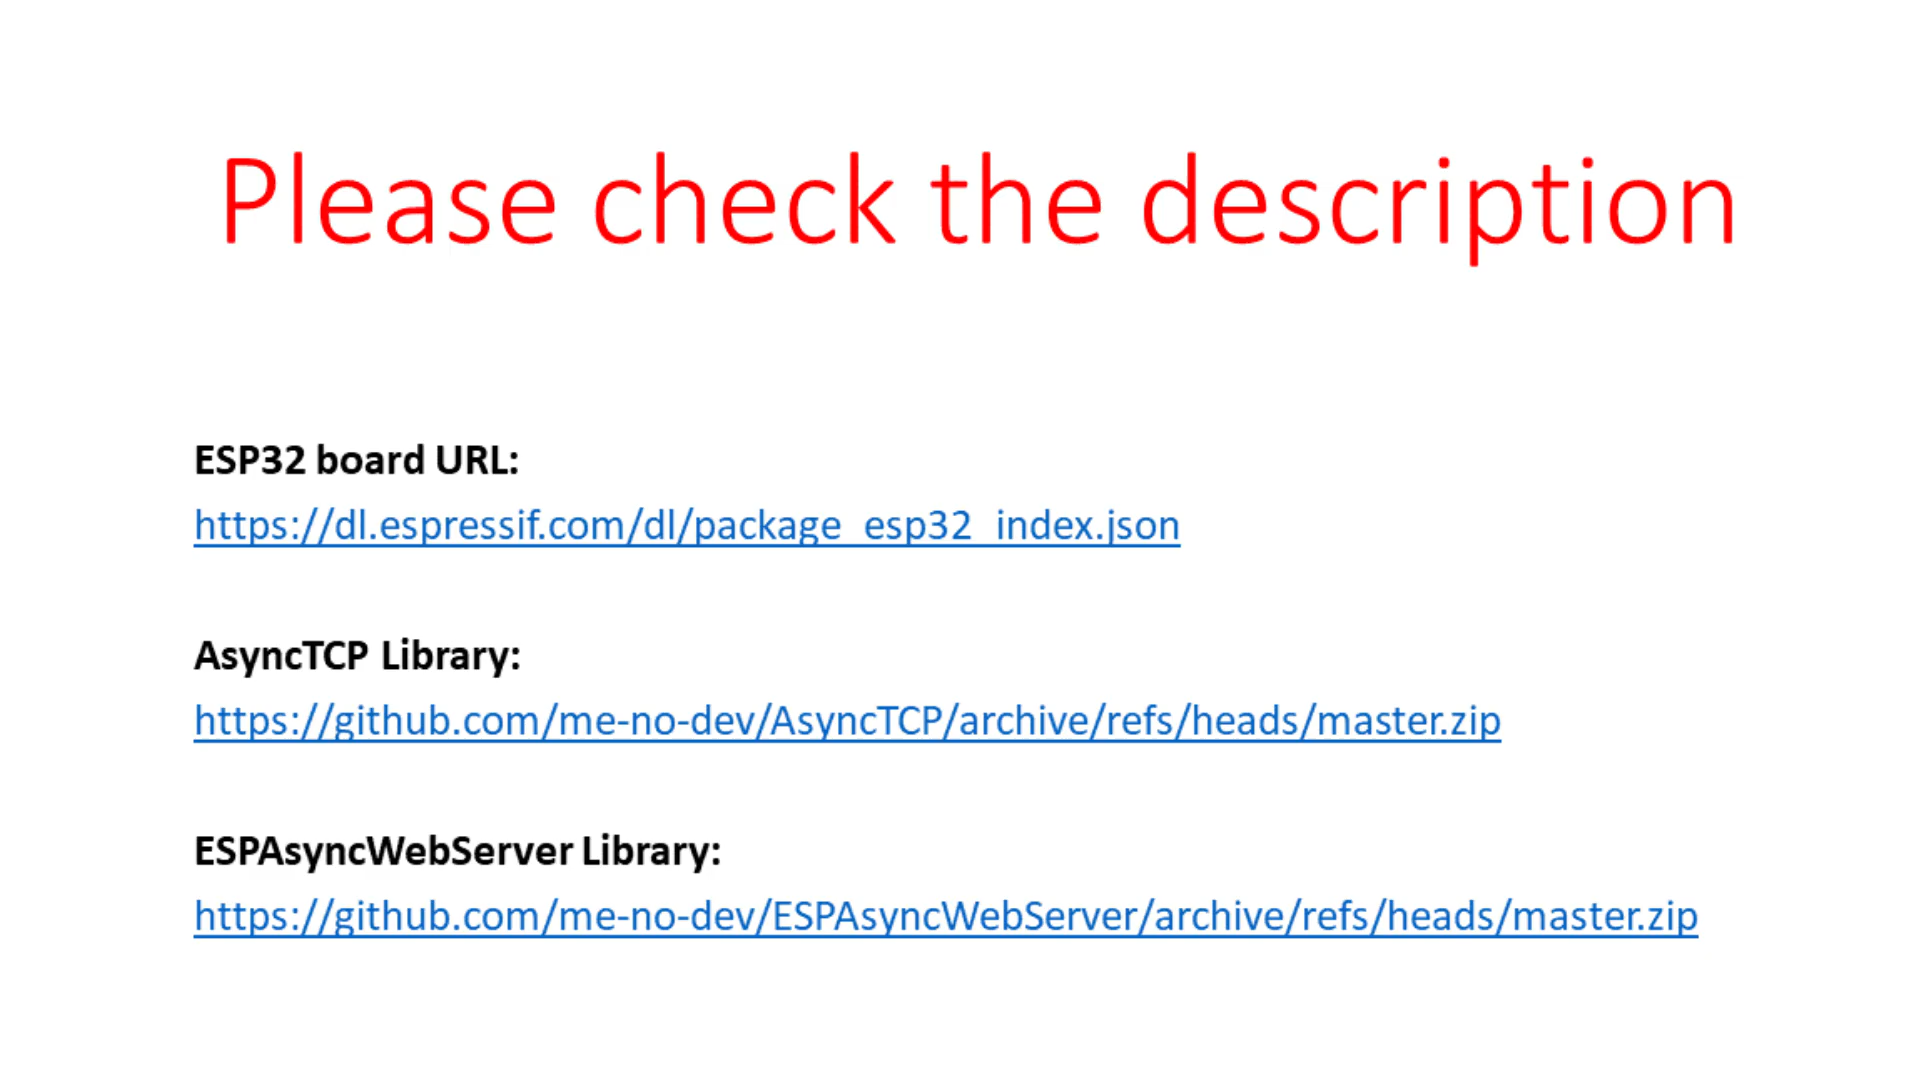 Please check the description
ESP32 board URL:
https://dl.espressif.com/dl/package_esp32_index.json
AsyncTCP Library:
https://github.com/me-no-dev/AsyncTCP/archive/refs/heads/master.zip
ESPAsyncWebServer Library:
https://github.com/me-no-dev/ESPAsyncWebServer/archive/refs/heads/master.zip